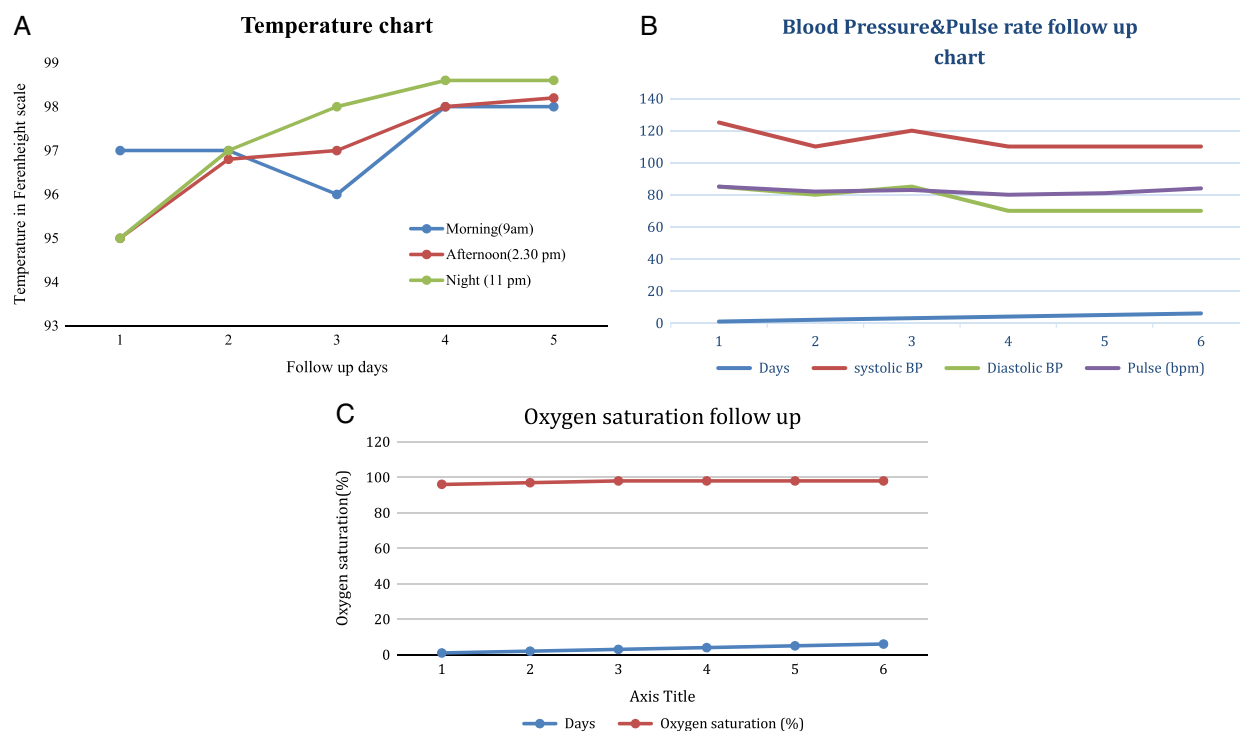 A
Temperature chart
Temperature in Ferenheight scale
99
98
97
96
95
94
93
Morning(9am)
Afternoon(2.30 pm)
Night (11 pm)
1 2 3 4 5
Follow up days
B
Blood Pressure&Pulse rate follow up
chart
140
120
100
80
60
40
20
0
1 2 3 4 5 6
Days systolic BP Diastolic BP Pulse (bpm)
C
Oxygen saturation follow up
Oxygen saturation(%)
120
100
80
60
40
20
0
1 2 3 4 5 6
Axis Title
Days Oxygen saturation (%)